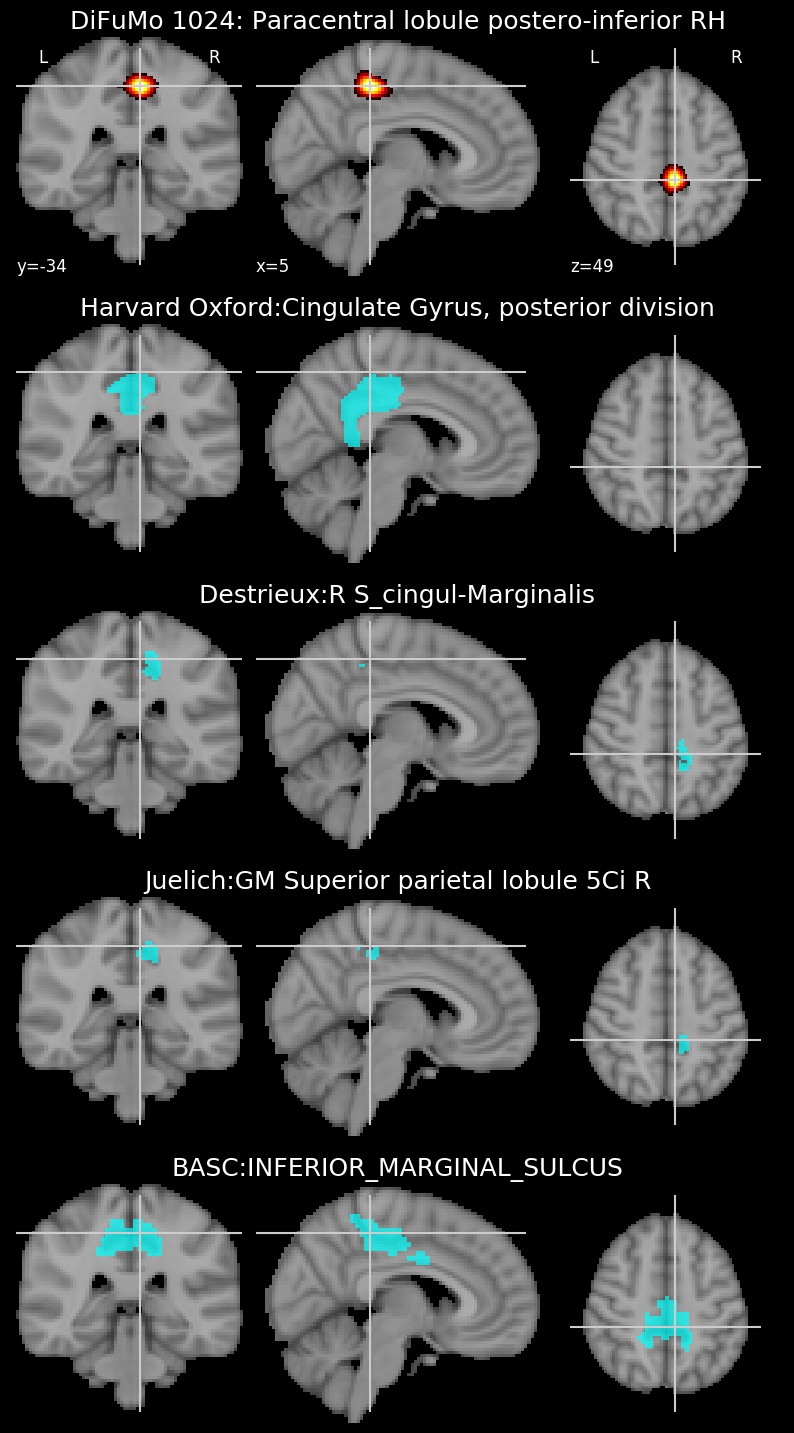 DiFuMo 1024: Paracentral lobule postero-inferior RH
L R L R
y=-34 x=5 z=49
Harvard Oxford:Cingulate Gyrus, posterior division
Destrieux:R S_cingul-Marginalis
Juelich:GM Superior parietal lobule 5Ci R
BASC:INFERIOR_MARGINAL_SULCUS